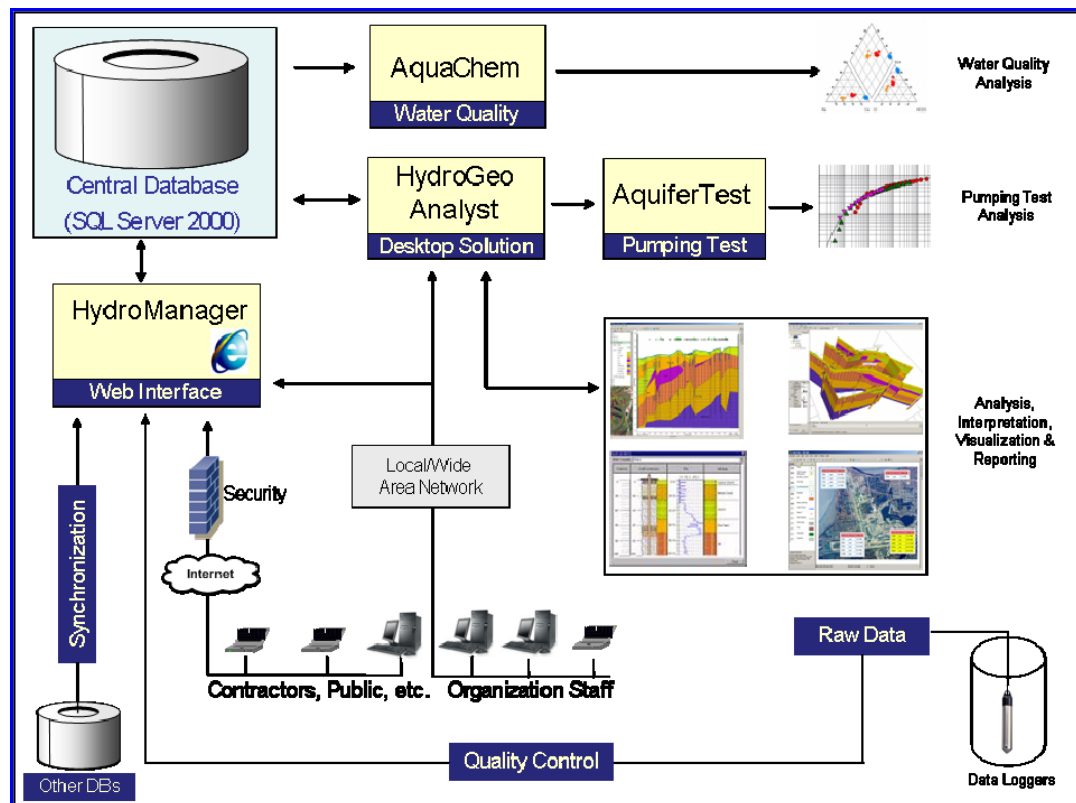 AquaChem
Water Quality
Water Quality
Analysis
Central Database
(SQL Server 2000)
HydroGeo
Analyst
Desktop Solution
AquiferTest
Pumping Test
Pumping Test
Analysis
HydroManager
Web Interface
Analysis,
Interpretation,
Visualization &
Reporting
Local/Wide
Area Network
Security
Internet
Synchronization
Raw Data
Contractors, Public, etc.
Organization Staff
Quality Control
Other DBs
Data Loggers